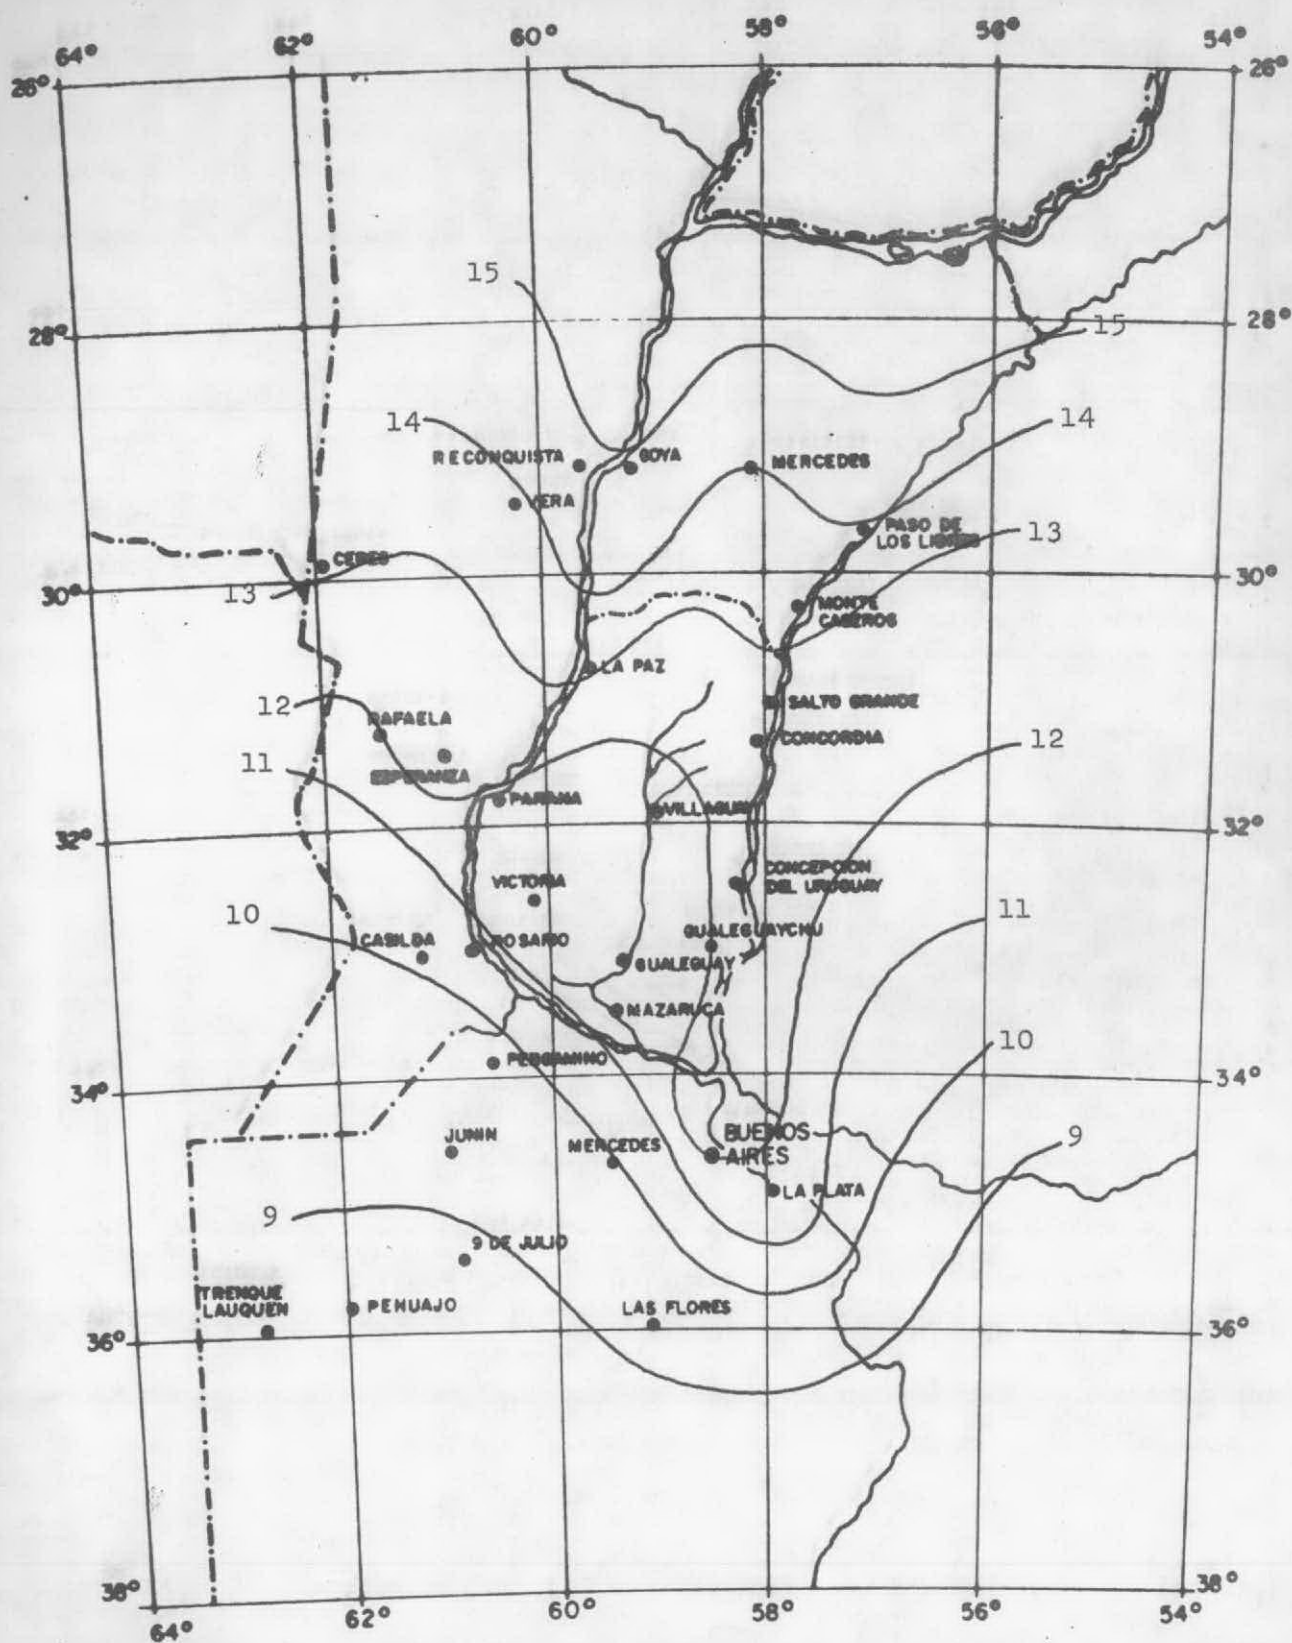 64°
62°
60°
58°
56°
54°
26°
26°
15
28°
28°
15
14
14
RECONQUISTA
GOYA
MERCEDES
VERA
PASO DE
LOS LIBRES
13
CERES
30°
30°
13
MONTE
CASEROS
LA PAZ
12
SALTO GRANDE
RAFAELA
CONCORDIA
12
11
ESPERANZA
PARANA
VILLAGUAY
32°
32°
CONCEPCION
DEL URUGUAY
VICTORIA
10
11
CASILDA
ROSARIO
GUALEGUAYCHU
GUALEGUAY
MAZARUCA
10
PERGAMINO
34°
34°
JUNIN
MERCEDES
BUENOS
AIRES
9
LA PLATA
9
9 DE JULIO
TRENQUE
LAUQUEN
PEHUAJO
LAS FLORES
36°
36°
38°
38°
64°
62°
60°
58°
56°
54°